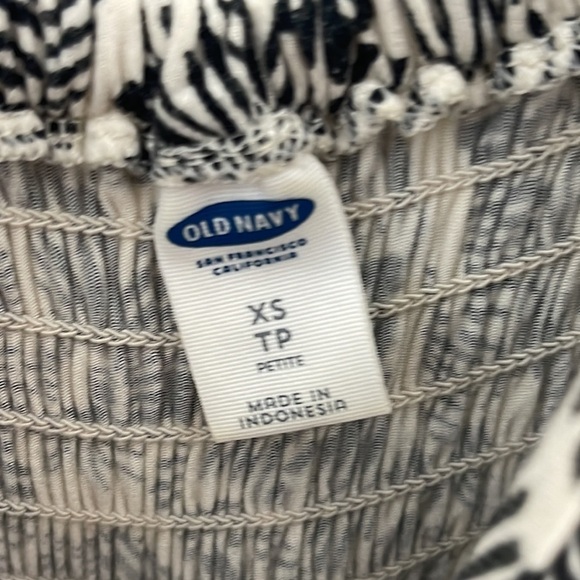 OLD NAVY
SAN FRANCISCO
CALIFORNIA
XS
TP
PETITE
MADE IN
INDONESIA